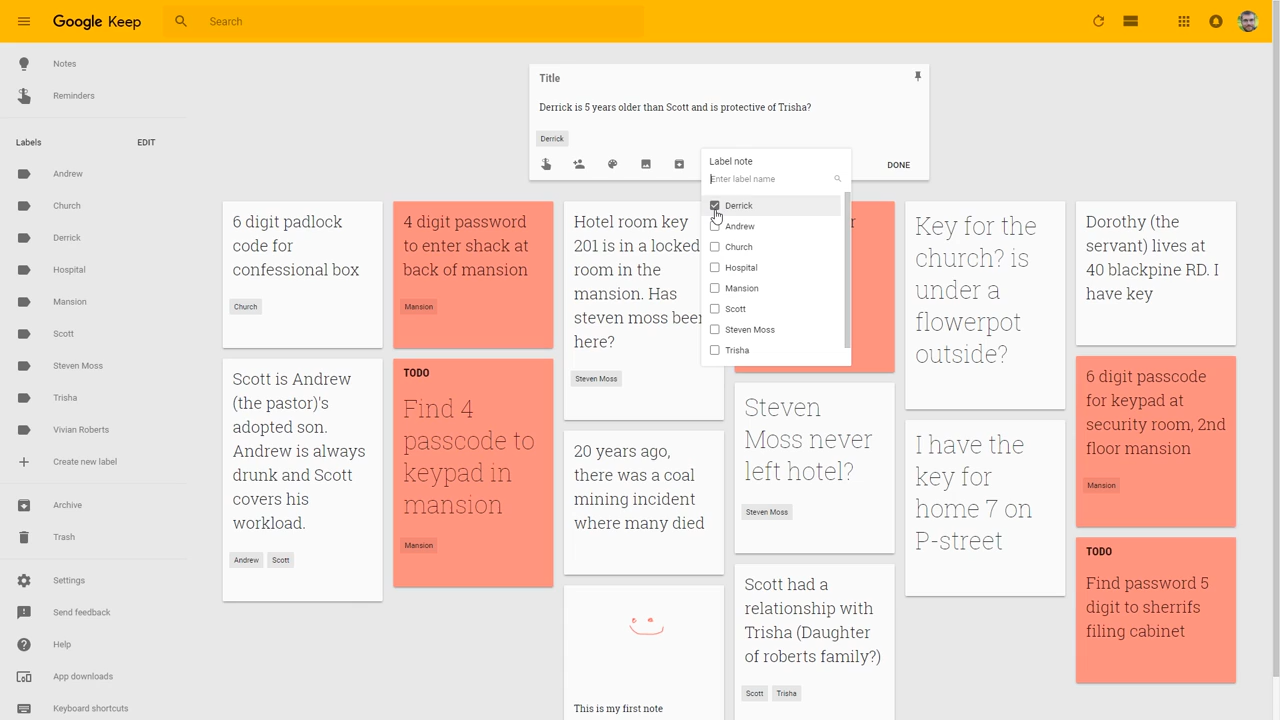 Google Keep
Search
Notes
Reminders
Labels
EDIT
Andrew
Church
Derrick
Hospital
Mansion
Scott
Steven Moss
Trisha
Vivian Roberts
Create new label
Archive
Trash
Settings
Send feedback
Help
App downloads
Keyboard shortcuts
Title
Derrick is 5 years older than Scott and is protective of Trisha?
Derrick
DONE
Label note
Enter label name
Derrick
Andrew
Church
Hospital
Mansion
Scott
Steven Moss
Trisha
6 digit padlock
code for
confessional box
Church
4 digit password
to enter shack at
back of mansion
Mansion
Hotel room key
201 is in a locked
room in the
mansion. Has
steven moss been
here?
Steven Moss
r
Key for the
church? is
under a
flowerpot
outside?
Dorothy (the
servant) lives at
40 blackpine RD. I
have key
Scott is Andrew
(the pastor)'s
adopted son.
Andrew is always
drunk and Scott
covers his
workload.
Andrew Scott
TODO
Find 4
passcode to
keypad in
mansion
Mansion
20 years ago,
there was a coal
mining incident
where many died
Steven
Moss never
left hotel?
Steven Moss
I have the
key for
home 7 on
P-street
6 digit passcode
for keypad at
security room, 2nd
floor mansion
Mansion
This is my first note
Scott had a
relationship with
Trisha (Daughter
of roberts family?)
Scott Trisha
TODO
Find password 5
digit to sherrifs
filing cabinet